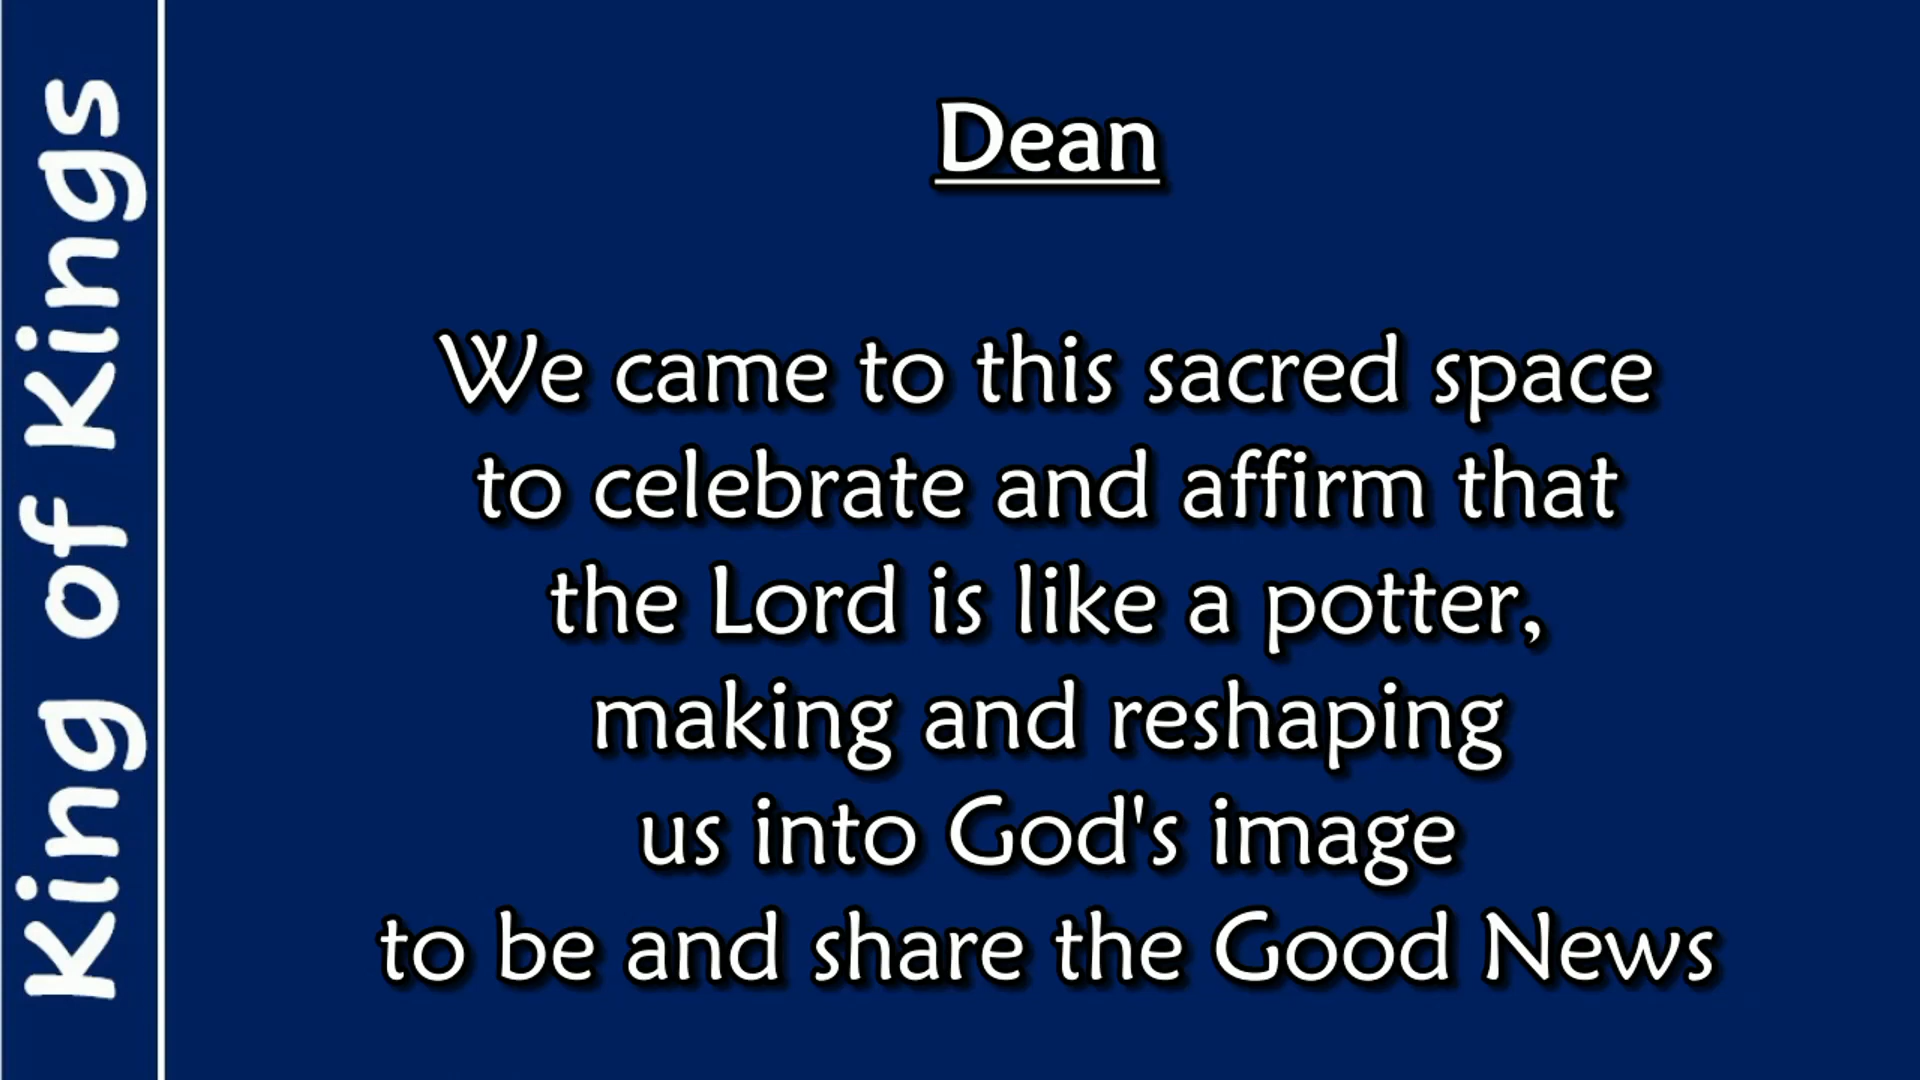 King of Kings
Dean
We came to this sacred space
to celebrate and affirm that
the Lord is like a potter,
making and reshaping
us into God's image
to be and share the Good News